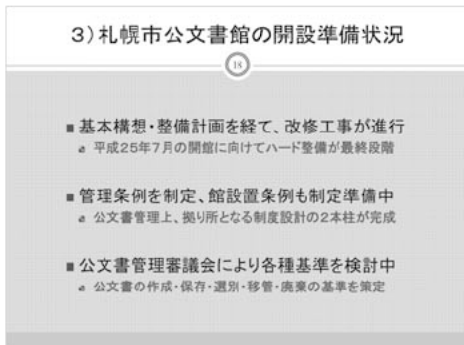 3)札幌市公文書館の開設準備状況
18
■基本構想・整備計画を経て、改修工事が進行
平成25年7月の開館に向けてハード整備が最終段階
■管理条例を制定、館設置条例も制定準備中
公文書管理上、拠り所となる制度設計の2本柱が完成
■公文書管理審議会により各種基準を検討中
公文書の作成・保存・選別・移管・廃棄の基準を策定